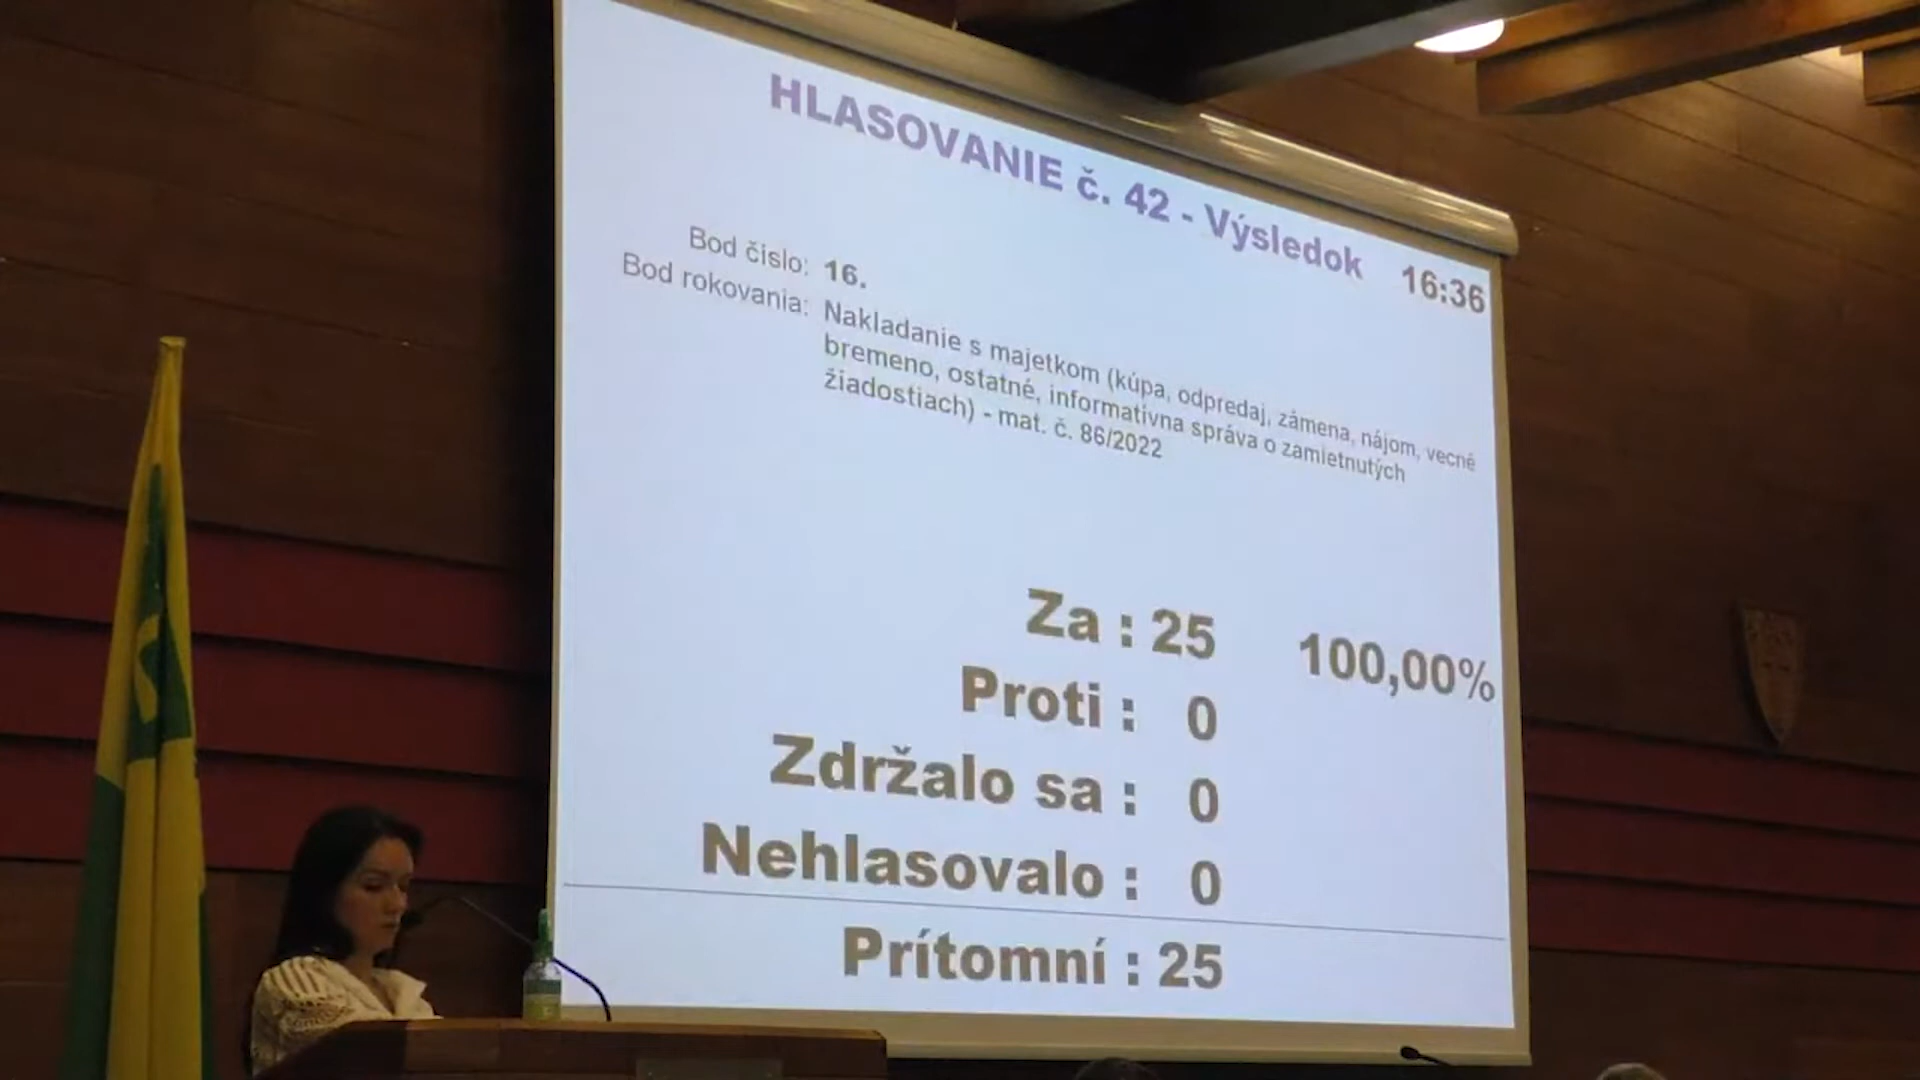 HLASOVANIE č. 42 - Výsledok 16:36
Bod čislo: 16.
Bod rokovania: Nakladanie s majetkom (kúpa, odpredaj, zámena, nájom, vecné
bremeno, ostatné, informatívna správa o zamietnutých
žiadostiach) - mat. č. 86/2022
Za : 25 100,00%
Proti : 0
Zdržalo sa : 0
Nehlasovalo : 0
Prítomní : 25